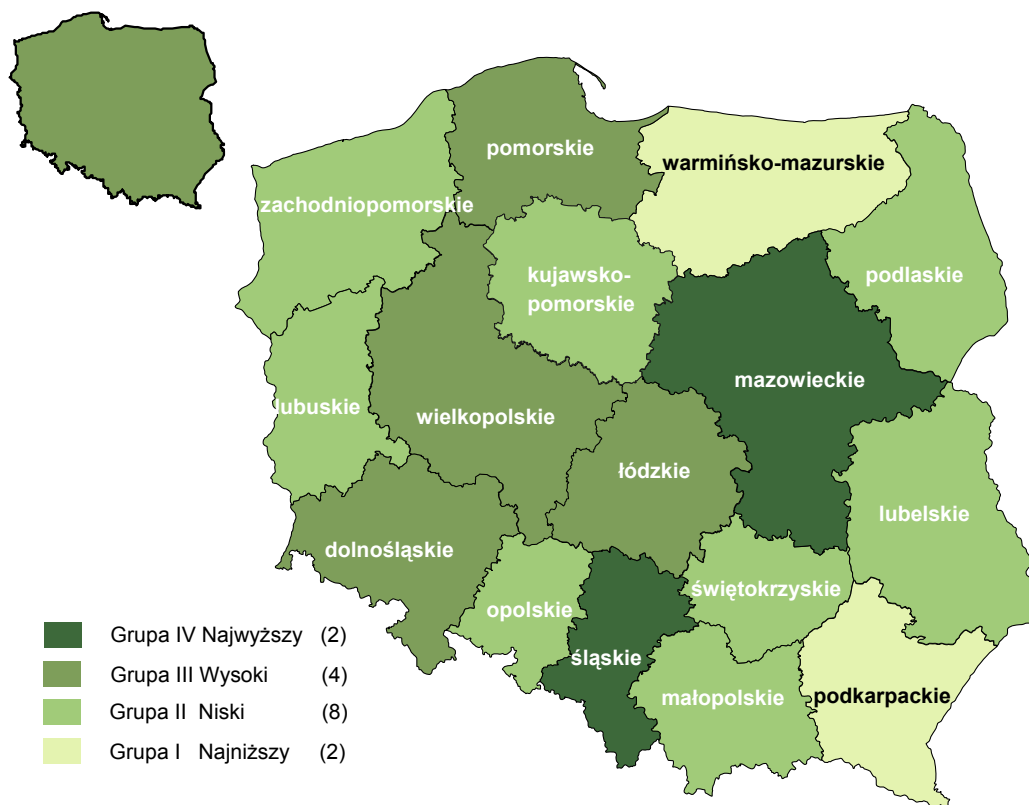 pomorskie
warmińsko-mazurskie
zachodniopomorskie
kujawsko-
pomorskie
podlaskie
mazowieckie
lubuskie
wielkopolskie
łódzkie
lubelskie
dolnośląskie
opolskie
świętokrzyskie
śląskie
małopolskie
podkarpackie
Grupa IV Najwyższy (2)
Grupa III Wysoki (4)
Grupa II Niski (8)
Grupa I Najniższy (2)